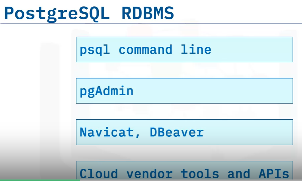 PostgreSQL RDBMS
psql command line
pgAdmin
Navicat, DBeaver
Cloud vendor tools and APIs